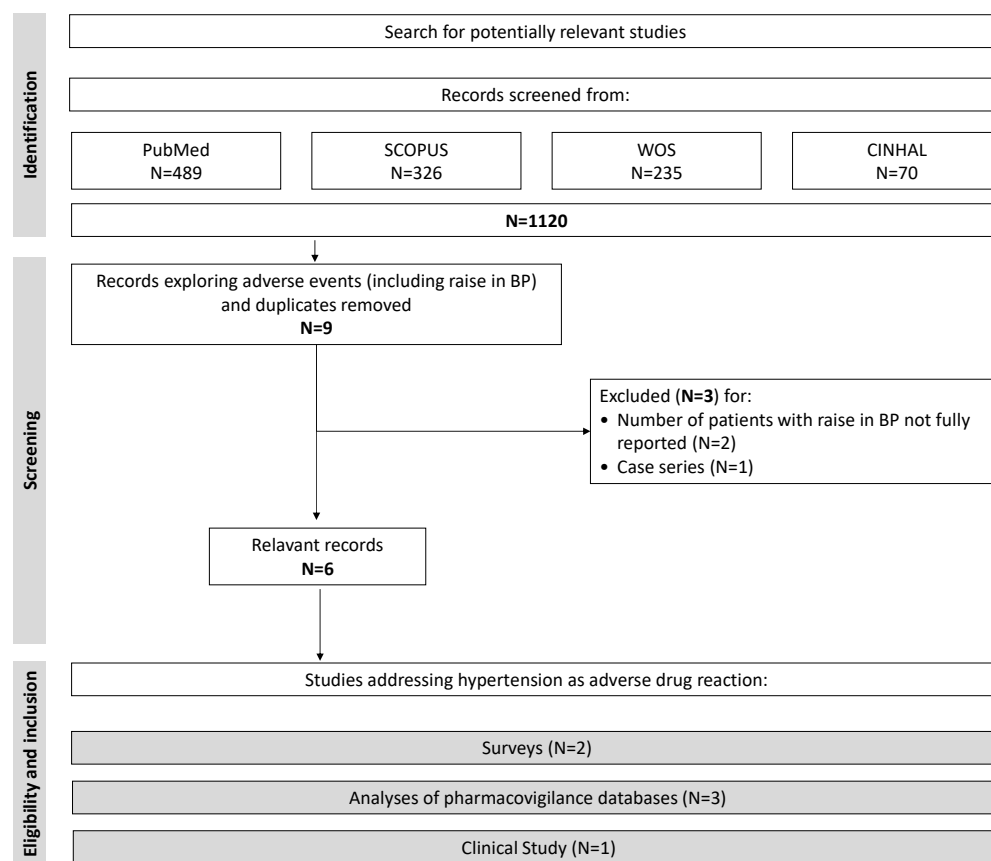 Identification
Search for potentially relevant studies
Records screened from:
PubMed
N=489
SCOPUS
N=326
WOS
N=235
CINHAL
N=70
N=1120
Screening
Records exploring adverse events (including raise in BP)
and duplicates removed
N=9
Excluded (N=3) for:
• Number of patients with raise in BP not fully
reported (N=2)
• Case series (N=1)
Relavant records
N=6
Eligibility and inclusion
Studies addressing hypertension as adverse drug reaction:
Surveys (N=2)
Analyses of pharmacovigilance databases (N=3)
Clinical Study (N=1)